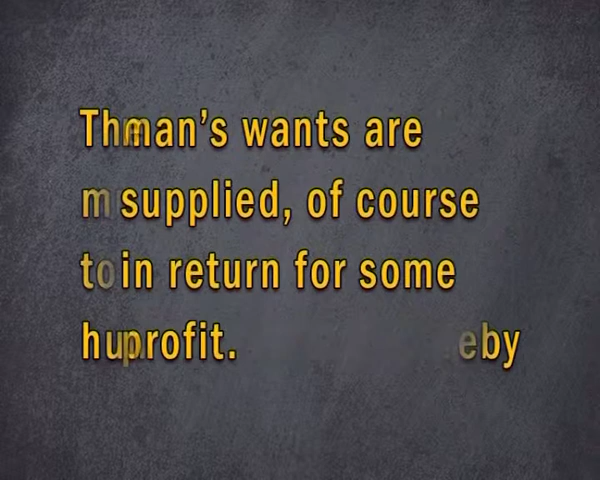 Thman's wants are
m supplied, of course
to in return for some
huprofit. eby